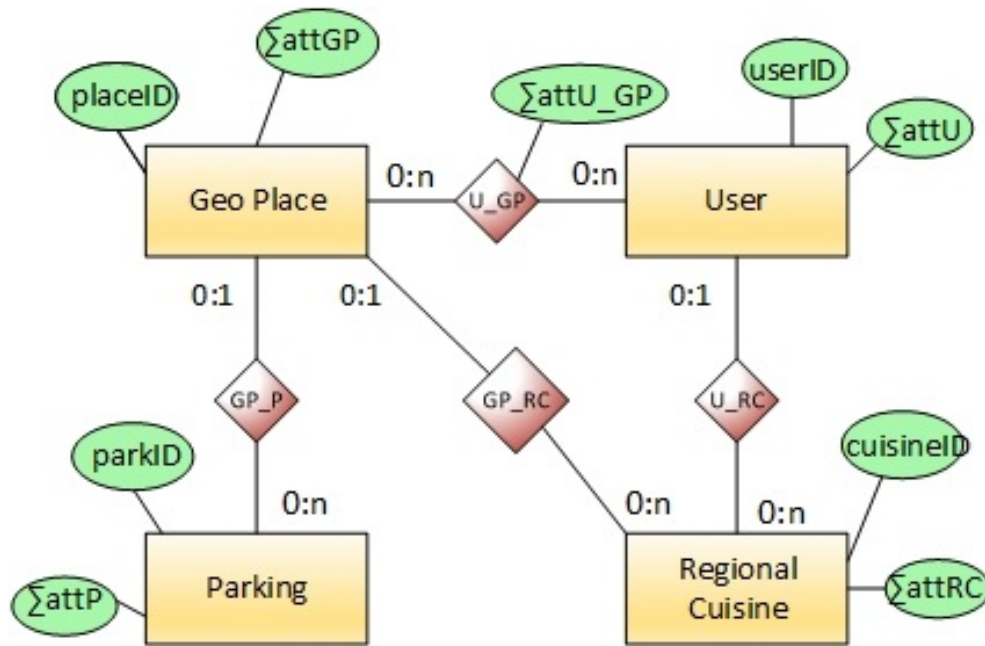 ∑attGP
placeID
∑attU_GP
userID
∑attU
Geo Place
0:n
U_GP
0:n
User
0:1
0:1
0:1
GP_P
GP_RC
U_RC
parkID
cuisineID
0:n
0:n
0:n
∑attP
Parking
Regional
Cuisine
∑attRC